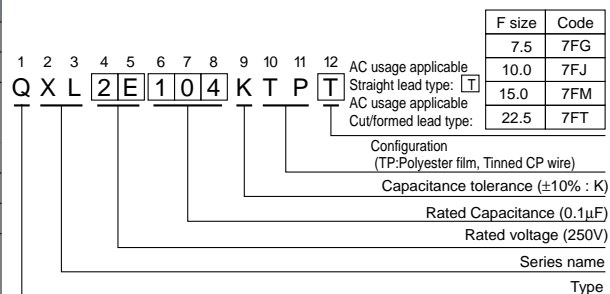 F size Code
7.5 7FG
10.0 7FJ
15.0 7FM
22.5 7FT
1 2 3 4 5 6 7 8 9 10 11 12
Q X L 2 E 1 0 4 K T P T
AC usage applicable
Straight lead type: T
AC usage applicable
Cut/formed lead type:
Configuration
(TP:Polyester film, Tinned CP wire)
Capacitance tolerance (±10% : K)
Rated Capacitance (0.1μF)
Rated voltage (250V)
Series name
Type